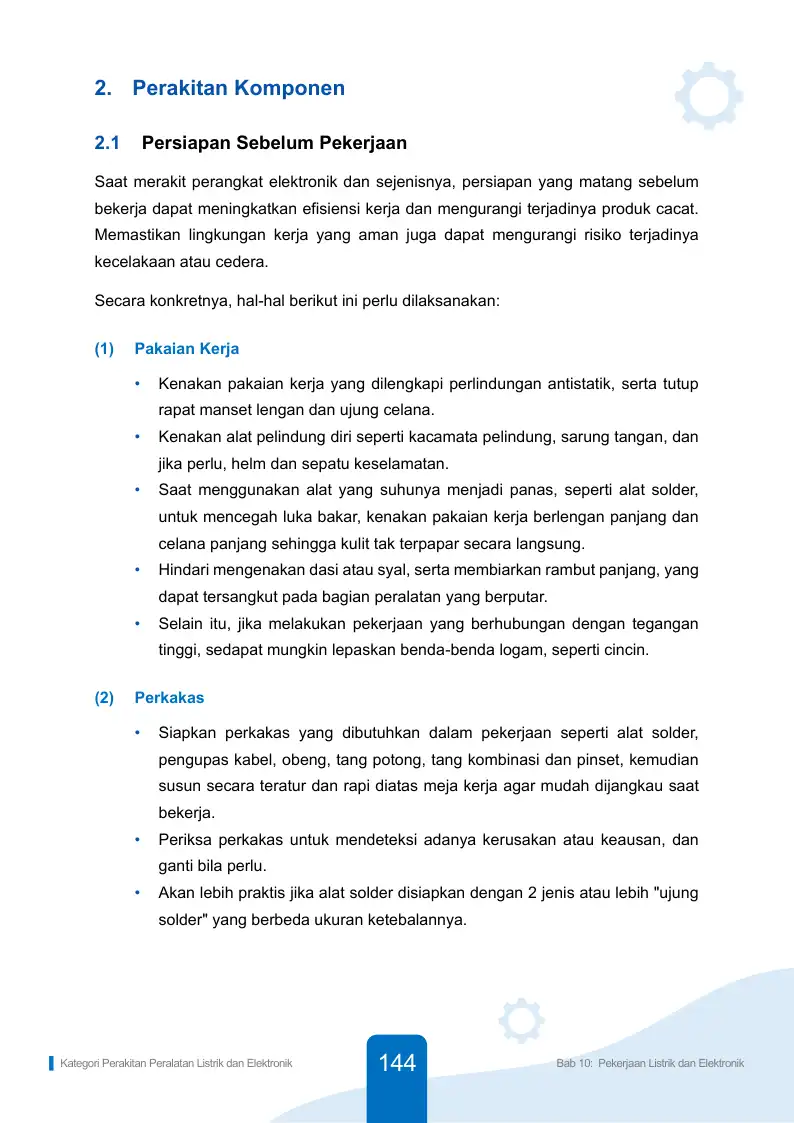 2. Perakitan Komponen
2.1 Persiapan Sebelum Pekerjaan
Saat merakit perangkat elektronik dan sejenisnya, persiapan yang matang sebelum
bekerja dapat meningkatkan efisiensi kerja dan mengurangi terjadinya produk cacat.
Memastikan lingkungan kerja yang aman juga dapat mengurangi risiko terjadinya
kecelakaan atau cedera.
Secara konkretnya, hal-hal berikut ini perlu dilaksanakan:
(1) Pakaian Kerja
• Kenakan pakaian kerja yang dilengkapi perlindungan antistatik, serta tutup
rapat manset lengan dan ujung celana.
• Kenakan alat pelindung diri seperti kacamata pelindung, sarung tangan, dan
jika perlu, helm dan sepatu keselamatan.
• Saat menggunakan alat yang suhunya menjadi panas, seperti alat solder,
untuk mencegah luka bakar, kenakan pakaian kerja berlengan panjang dan
celana panjang sehingga kulit tak terpapar secara langsung.
• Hindari mengenakan dasi atau syal, serta membiarkan rambut panjang, yang
dapat tersangkut pada bagian peralatan yang berputar.
• Selain itu, jika melakukan pekerjaan yang berhubungan dengan tegangan
tinggi, sedapat mungkin lepaskan benda-benda logam, seperti cincin.
(2) Perkakas
• Siapkan perkakas yang dibutuhkan dalam pekerjaan seperti alat solder,
pengupas kabel, obeng, tang potong, tang kombinasi dan pinset, kemudian
susun secara teratur dan rapi diatas meja kerja agar mudah dijangkau saat
bekerja.
• Periksa perkakas untuk mendeteksi adanya kerusakan atau keausan, dan
ganti bila perlu.
• Akan lebih praktis jika alat solder disiapkan dengan 2 jenis atau lebih "ujung
solder" yang berbeda ukuran ketebalannya.
Kategori Perakitan Peralatan Listrik dan Elektronik
144
Bab 10: Pekerjaan Listrik dan Elektronik